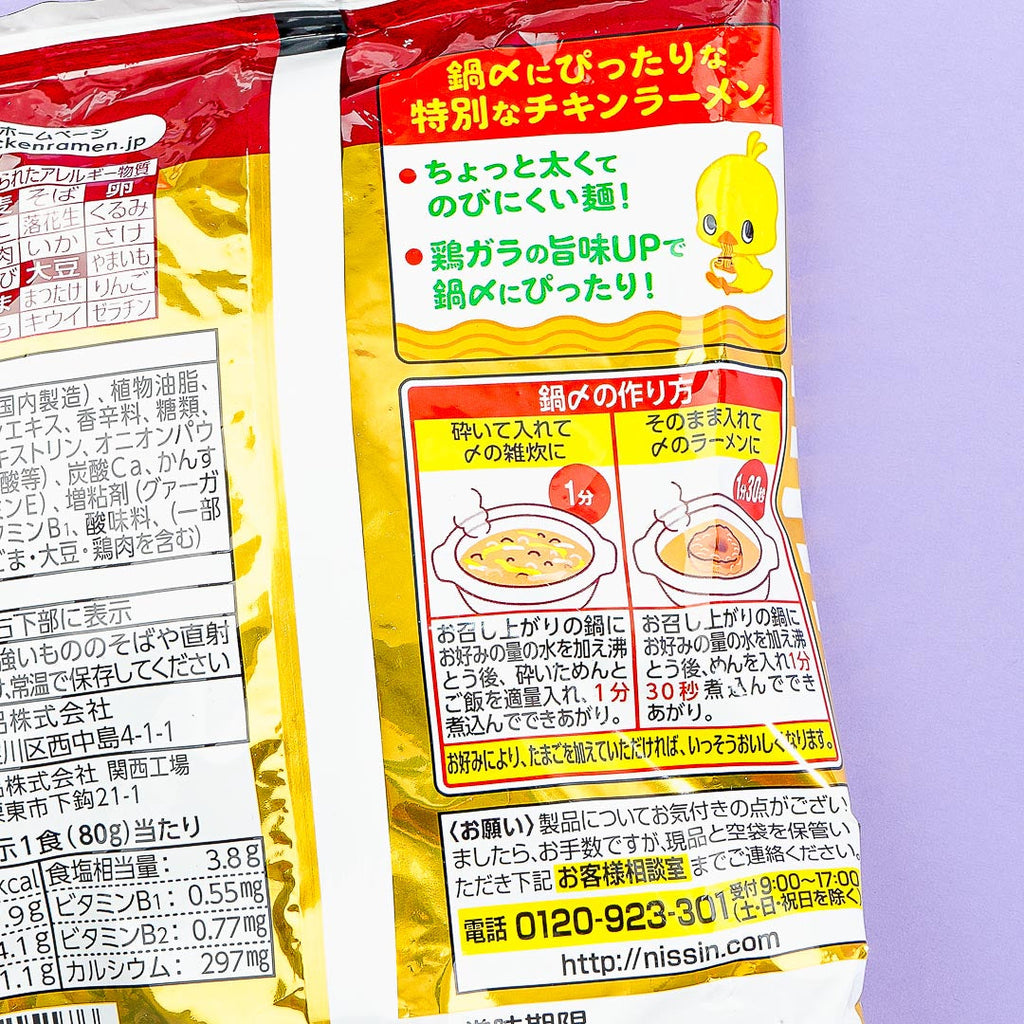 ホームページ
ckenramen.jp
られたアレルギー物質
麦 そば 卵
落花生 くるみ
肉 いか さけ
び 大豆 やまいも
ま まつたけ りんご
キウイ ゼラチン
国内製造)、植物油脂、
ンエキス、香辛料、糖類、
キストリン、オニオンパウ
酸等)、炭酸Ca、かんす
ミンE)、増粘剤(グァーガ
タミンB1、酸味料、(一部
ごま・大豆・鶏肉を含む)
右下部に表示
強いもののそばや直射
け、常温で保存してください
品株式会社
淀川区西中島4-1-1
品株式会社 関西工場
栗東市下鈎21-1
示1食(80g)当たり
kcal 食塩相当量: 3.8g
.9g ビタミンB1: 0.55mg
4.1g ビタミンB2: 0.77mg
1.1g カルシウム: 297mg
鍋〆にぴったりな
特別なチキンラーメン
●ちょっと太くて
のびにくい麺!
●鶏ガラの旨味UPで
鍋〆にぴったり!
鍋〆の作り方
砕いて入れて
〆の雑炊に
1分
お召し上がりの鍋に
お好みの量の水を加え沸
とう後、砕いためんと
ご飯を適量入れ、1分
煮込んでできあがり。
そのまま入れて
〆のラーメンに
1分30秒
お召し上がりの鍋に
お好みの量の水を加え沸
とう後、めんを入れ1分
30秒煮込んででき
あがり。
お好みにより、たまごを加えていただければ、いっそうおいしくなります。
〈お願い〉製品についてお気付きの点がござい
ましたら、お手数ですが、現品と空袋を保管い
ただき下記 お客様相談室 までご連絡ください。
電話 0120-923-301 受付9:00～17:00
(土・日・祝日を除く)
http://nissin.com
賞味期限